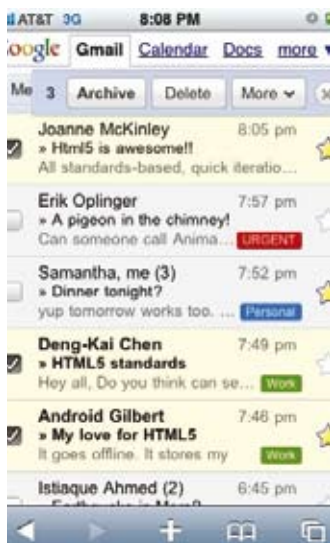 AT&T 3G 8:08 PM
oogle Gmail Calendar Docs more
Me 3 Archive Delete More
Joanne McKinley 8:05 pm
» Html5 is awesome!!
All standards-based, quick iteratio...
Erik Oplinger 7:57 pm
» A pigeon in the chimney!
Can someone call Anima... URGENT
Samantha, me (3) 7:52 pm
» Dinner tonight?
yup tomorrow works too. ... Personal
Deng-Kai Chen 7:49 pm
» HTML5 standards
Hey all, Do you think can se... Work
Android Gilbert 7:46 pm
» My love for HTML5
It goes offline. It stores my Work
Istiaque Ahmed (2) 6:45 pm